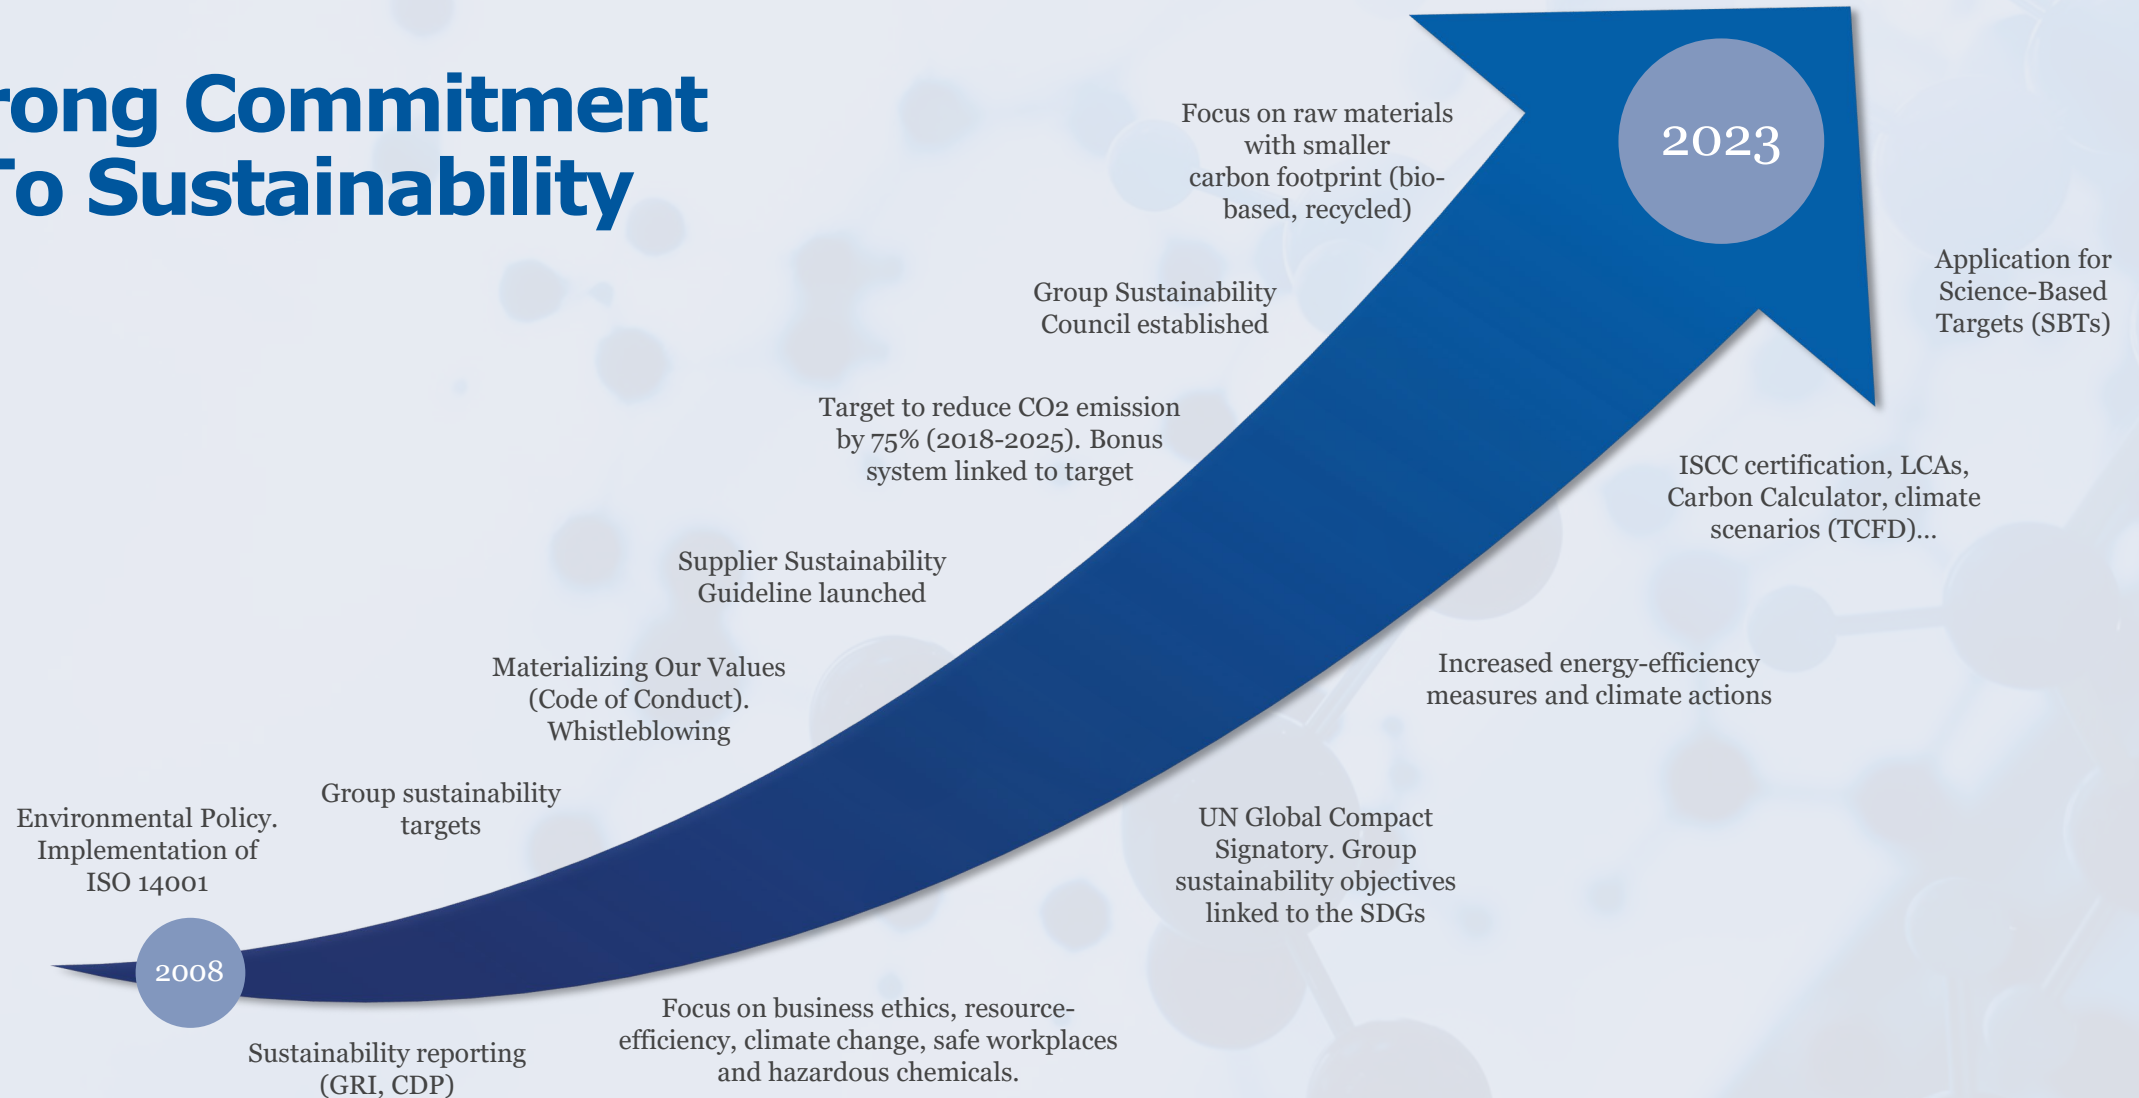 rong Commitment
To Sustainability
2023
Focus on raw materials
with smaller
carbon footprint (bio-
based, recycled)
Application for
Science-Based
Targets (SBTs)
Group Sustainability
Council established
Target to reduce CO2 emission
by 75% (2018-2025). Bonus
system linked to target
ISCC certification, LCAs,
Carbon Calculator, climate
scenarios (TCFD)...
Supplier Sustainability
Guideline launched
Materializing Our Values
(Code of Conduct).
Whistleblowing
Increased energy-efficiency
measures and climate actions
Group sustainability
targets
Environmental Policy.
Implementation of
ISO 14001
UN Global Compact
Signatory. Group
sustainability objectives
linked to the SDGs
2008
Focus on business ethics, resource-
efficiency, climate change, safe workplaces
and hazardous chemicals.
Sustainability reporting
(GRI, CDP)